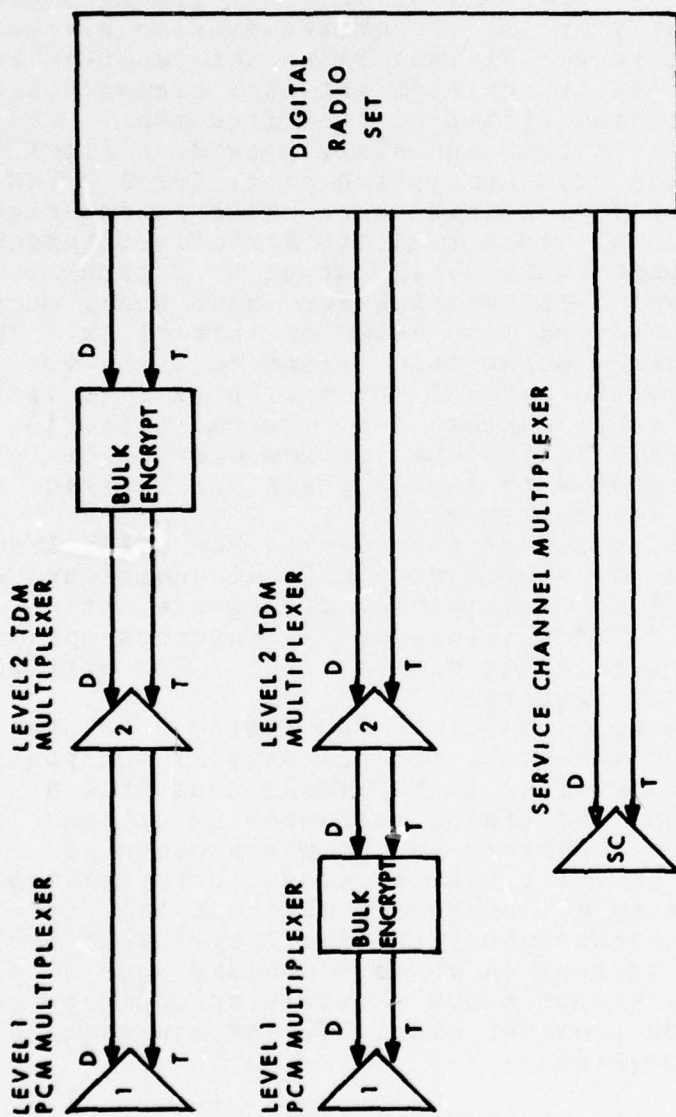 LEVEL 1
PCM MULTIPLEXER
D
T
1
LEVEL 2 TDM
MULTIPLEXER
D
T
2
BULK
ENCRYPT
D
T
LEVEL 1
PCM MULTIPLEXER
D
T
1
BULK
ENCRYPT
D
T
LEVEL 2 TDM
MULTIPLEXER
D
T
2
DIGITAL
RADIO
SET
SERVICE CHANNEL MULTIPLEXER
D
T
SC